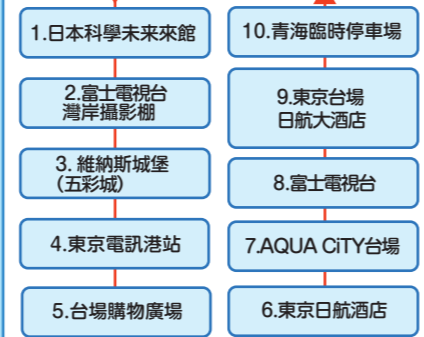 1.日本科學未来來館
2.富士電視台
灣岸攝影棚
3. 維納斯城堡
(五彩城)
4.東京電訊港站
5.台場購物廣場
10.青海臨時停車場
9.東京台場
日航大酒店
8.富士電視台
7.AQUA CiTY台場
6.東京日航酒店